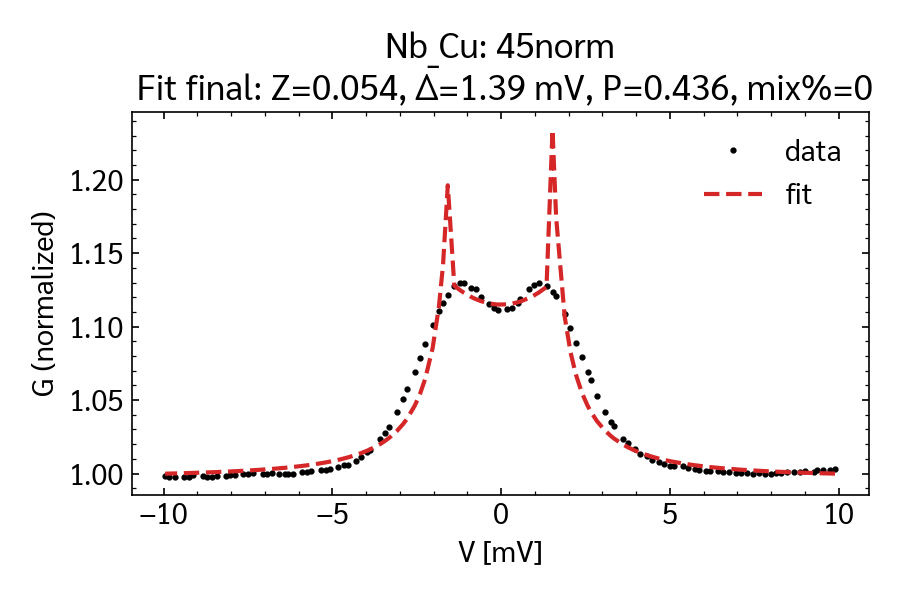 Nb_Cu: 45norm
Fit final: Z=0.054, Δ=1.39 mV, P=0.436, mix%=0
data
fit
G (normalized)
1.20
1.15
1.10
1.05
1.00
−10
−5
0
5
10
V [mV]